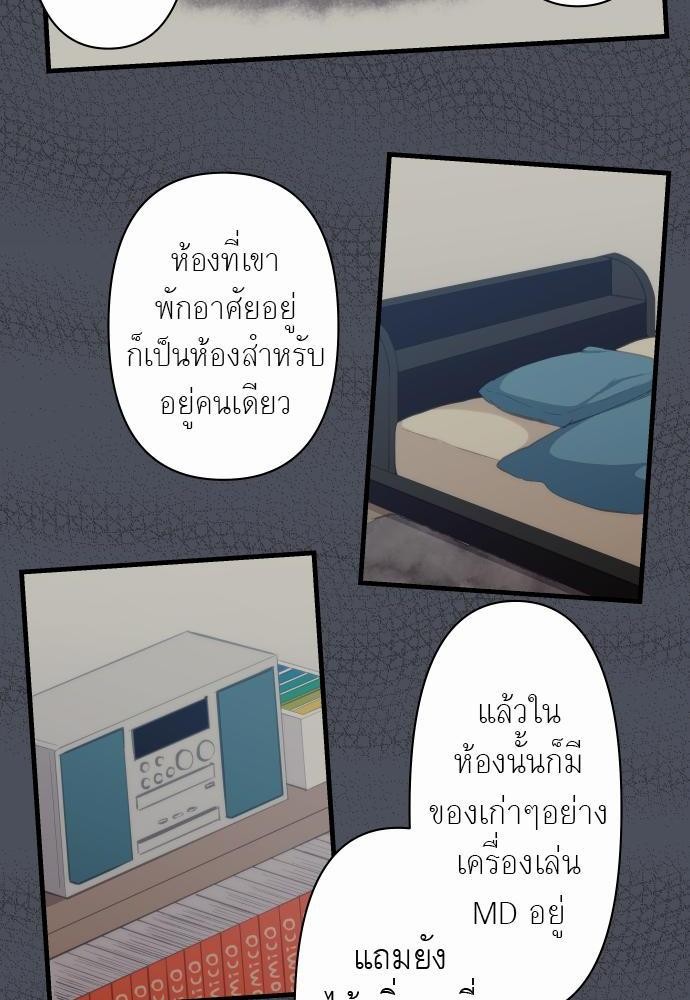 ห้องที่เขา
พักอาศัยอยู่
ก็เป็นห้องสำหรับ
อยู่คนเดียว
แล้วใน
ห้องนั้นก็มี
ของเก่าๆอย่าง
เครื่องเล่น
MD อยู่
แถมยัง
comico
comico
comico